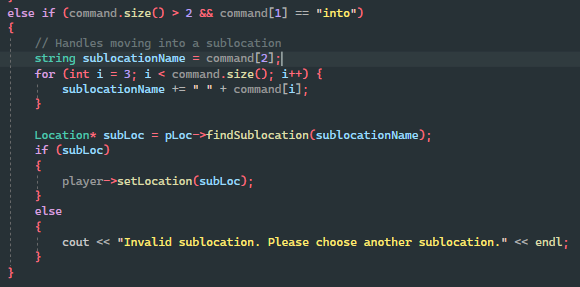 else if (command.size() > 2 && command[1] == "into")
{
// Handles moving into a sublocation
string sublocationName = command[2];
for (int i = 3; i < command.size(); i++) {
sublocationName += " " + command[i];
}
Location* subLoc = pLoc->findSublocation(sublocationName);
if (subLoc)
{
player->setLocation(subLoc);
}
else
{
cout << "Invalid sublocation. Please choose another sublocation." << endl;
}
}